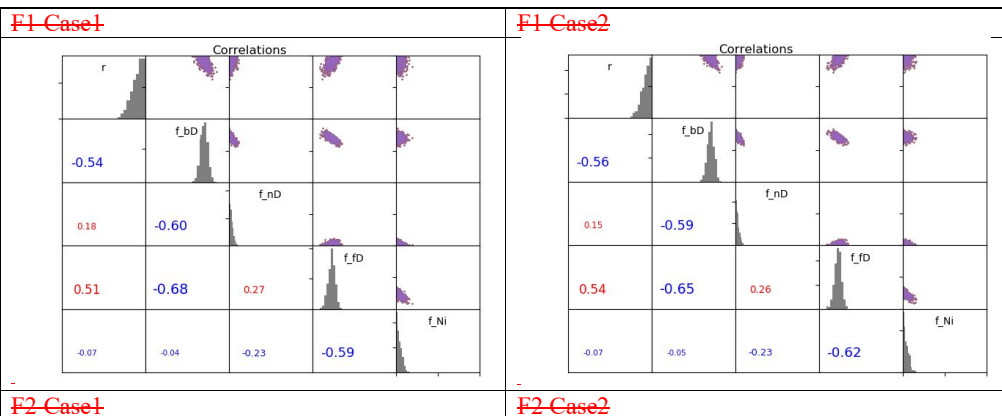 F1 Case1
F1 Case2
Correlations
r
f_bD
-0.54
f_nD
0.18
-0.60
f_fD
0.51
-0.68
0.27
f_Ni
-0.07
-0.04
-0.23
-0.59
Correlations
r
f_bD
-0.56
f_nD
0.15
-0.59
f_fD
0.54
-0.65
0.26
f_Ni
-0.07
-0.05
-0.23
-0.62
F2 Case1
F2 Case2